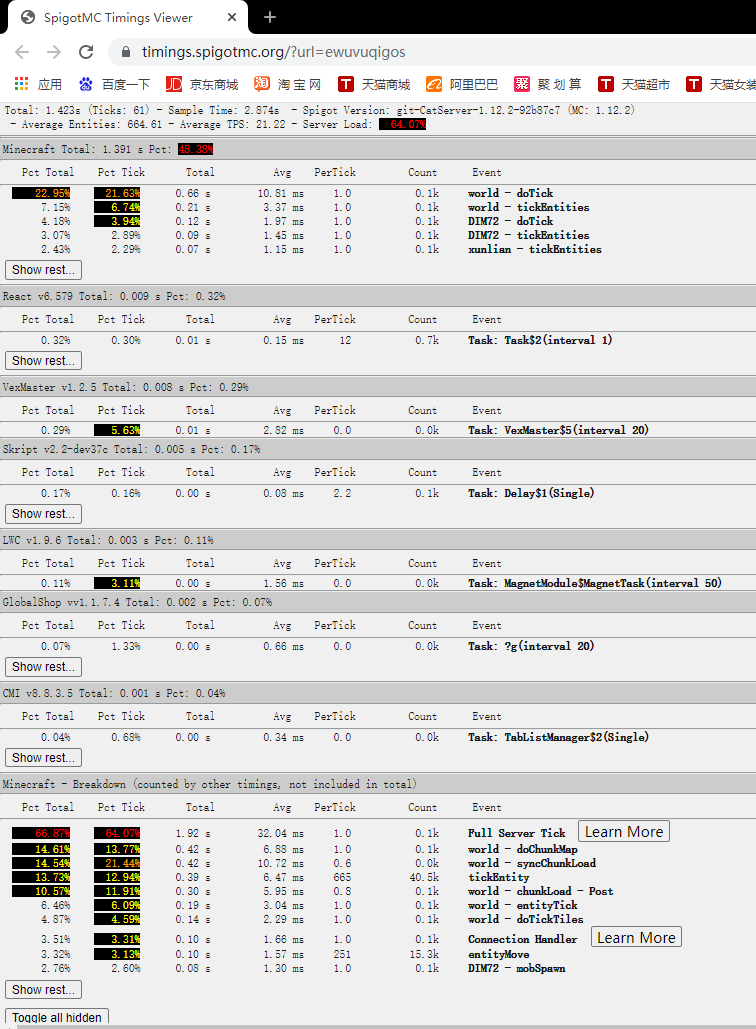 SpigotMC Timings Viewer
timings.spigotmc.org/?url=ewuvuqigos
应用 百度一下 JD 京东商城 淘 淘 宝 网 T 天猫商城 阿里巴巴 聚 聚 划 算 T 天猫超市 T 天猫女装
Total: 1.423s (Ticks: 61) - Sample Time: 2.874s - Spigot Version: git-CatServer-1.12.2-92b87c7 (MC: 1.12.2)
- Average Entities: 664.61 - Average TPS: 21.22 - Server Load: 64.07%
Minecraft Total: 1.391 s Pct: 48.38%
Pct Total Pct Tick Total Avg PerTick Count Event
22.95% 21.63% 0.66 s 10.81 ms 1.0 0.1k world - doTick
7.15% 6.74% 0.21 s 3.37 ms 1.0 0.1k world - tickEntities
4.18% 3.94% 0.12 s 1.97 ms 1.0 0.1k DIM72 - doTick
3.07% 2.89% 0.09 s 1.45 ms 1.0 0.1k DIM72 - tickEntities
2.43% 2.29% 0.07 s 1.15 ms 1.0 0.1k xunlian - tickEntities
Show rest...
React v6.579 Total: 0.009 s Pct: 0.32%
Pct Total Pct Tick Total Avg PerTick Count Event
0.32% 0.30% 0.01 s 0.15 ms 12 0.7k Task: Task$2(interval 1)
Show rest...
VexMaster v1.2.5 Total: 0.008 s Pct: 0.29%
Pct Total Pct Tick Total Avg PerTick Count Event
0.29% 5.63% 0.01 s 2.82 ms 0.0 0.0k Task: VexMaster$5(interval 20)
Skript v2.2-dev37c Total: 0.005 s Pct: 0.17%
Pct Total Pct Tick Total Avg PerTick Count Event
0.17% 0.16% 0.00 s 0.08 ms 2.2 0.1k Task: Delay$1(Single)
Show rest...
LWC v1.9.6 Total: 0.003 s Pct: 0.11%
Pct Total Pct Tick Total Avg PerTick Count Event
0.11% 3.11% 0.00 s 1.56 ms 0.0 0.0k Task: MagnetModule$MagnetTask(interval 50)
GlobalShop vv1.1.7.4 Total: 0.002 s Pct: 0.07%
Pct Total Pct Tick Total Avg PerTick Count Event
0.07% 1.33% 0.00 s 0.66 ms 0.0 0.0k Task: ?g(interval 20)
Show rest...
CMI v8.8.3.5 Total: 0.001 s Pct: 0.04%
Pct Total Pct Tick Total Avg PerTick Count Event
0.04% 0.68% 0.00 s 0.34 ms 0.0 0.0k Task: TabListManager$2(Single)
Show rest...
Minecraft - Breakdown (counted by other timings, not included in total)
Pct Total Pct Tick Total Avg PerTick Count Event
66.87% 64.07% 1.92 s 32.04 ms 1.0 0.1k Full Server Tick Learn More
14.61% 13.77% 0.42 s 6.88 ms 1.0 0.1k world - doChunkMap
14.54% 21.44% 0.42 s 10.72 ms 0.6 0.0k world - syncChunkLoad
13.73% 12.94% 0.39 s 6.47 ms 665 40.5k tickEntity
10.57% 11.91% 0.30 s 5.95 ms 0.8 0.1k world - chunkLoad - Post
6.46% 6.09% 0.19 s 3.04 ms 1.0 0.1k world - entityTick
4.87% 4.59% 0.14 s 2.29 ms 1.0 0.1k world - doTickTiles
3.51% 3.31% 0.10 s 1.66 ms 1.0 0.1k Connection Handler Learn More
3.32% 3.13% 0.10 s 1.57 ms 251 15.3k entityMove
2.76% 2.60% 0.08 s 1.30 ms 1.0 0.1k DIM72 - mobSpawn
Show rest...
Toggle all hidden